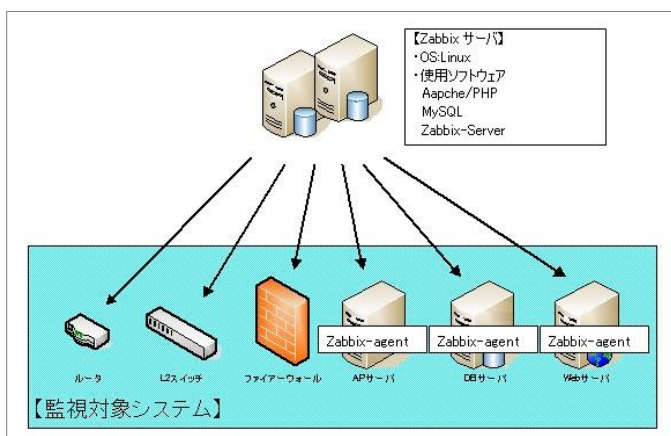 【Zabbix サーバ】
・OS:Linux
・使用ソフトウェア
Aapche/PHP
MySQL
Zabbix-Server
Zabbix-agent
Zabbix-agent
Zabbix-agent
ルータ
L2スイッチ
ファイアーウォール
APサーバ
DBサーバ
Webサーバ
【監視対象システム】